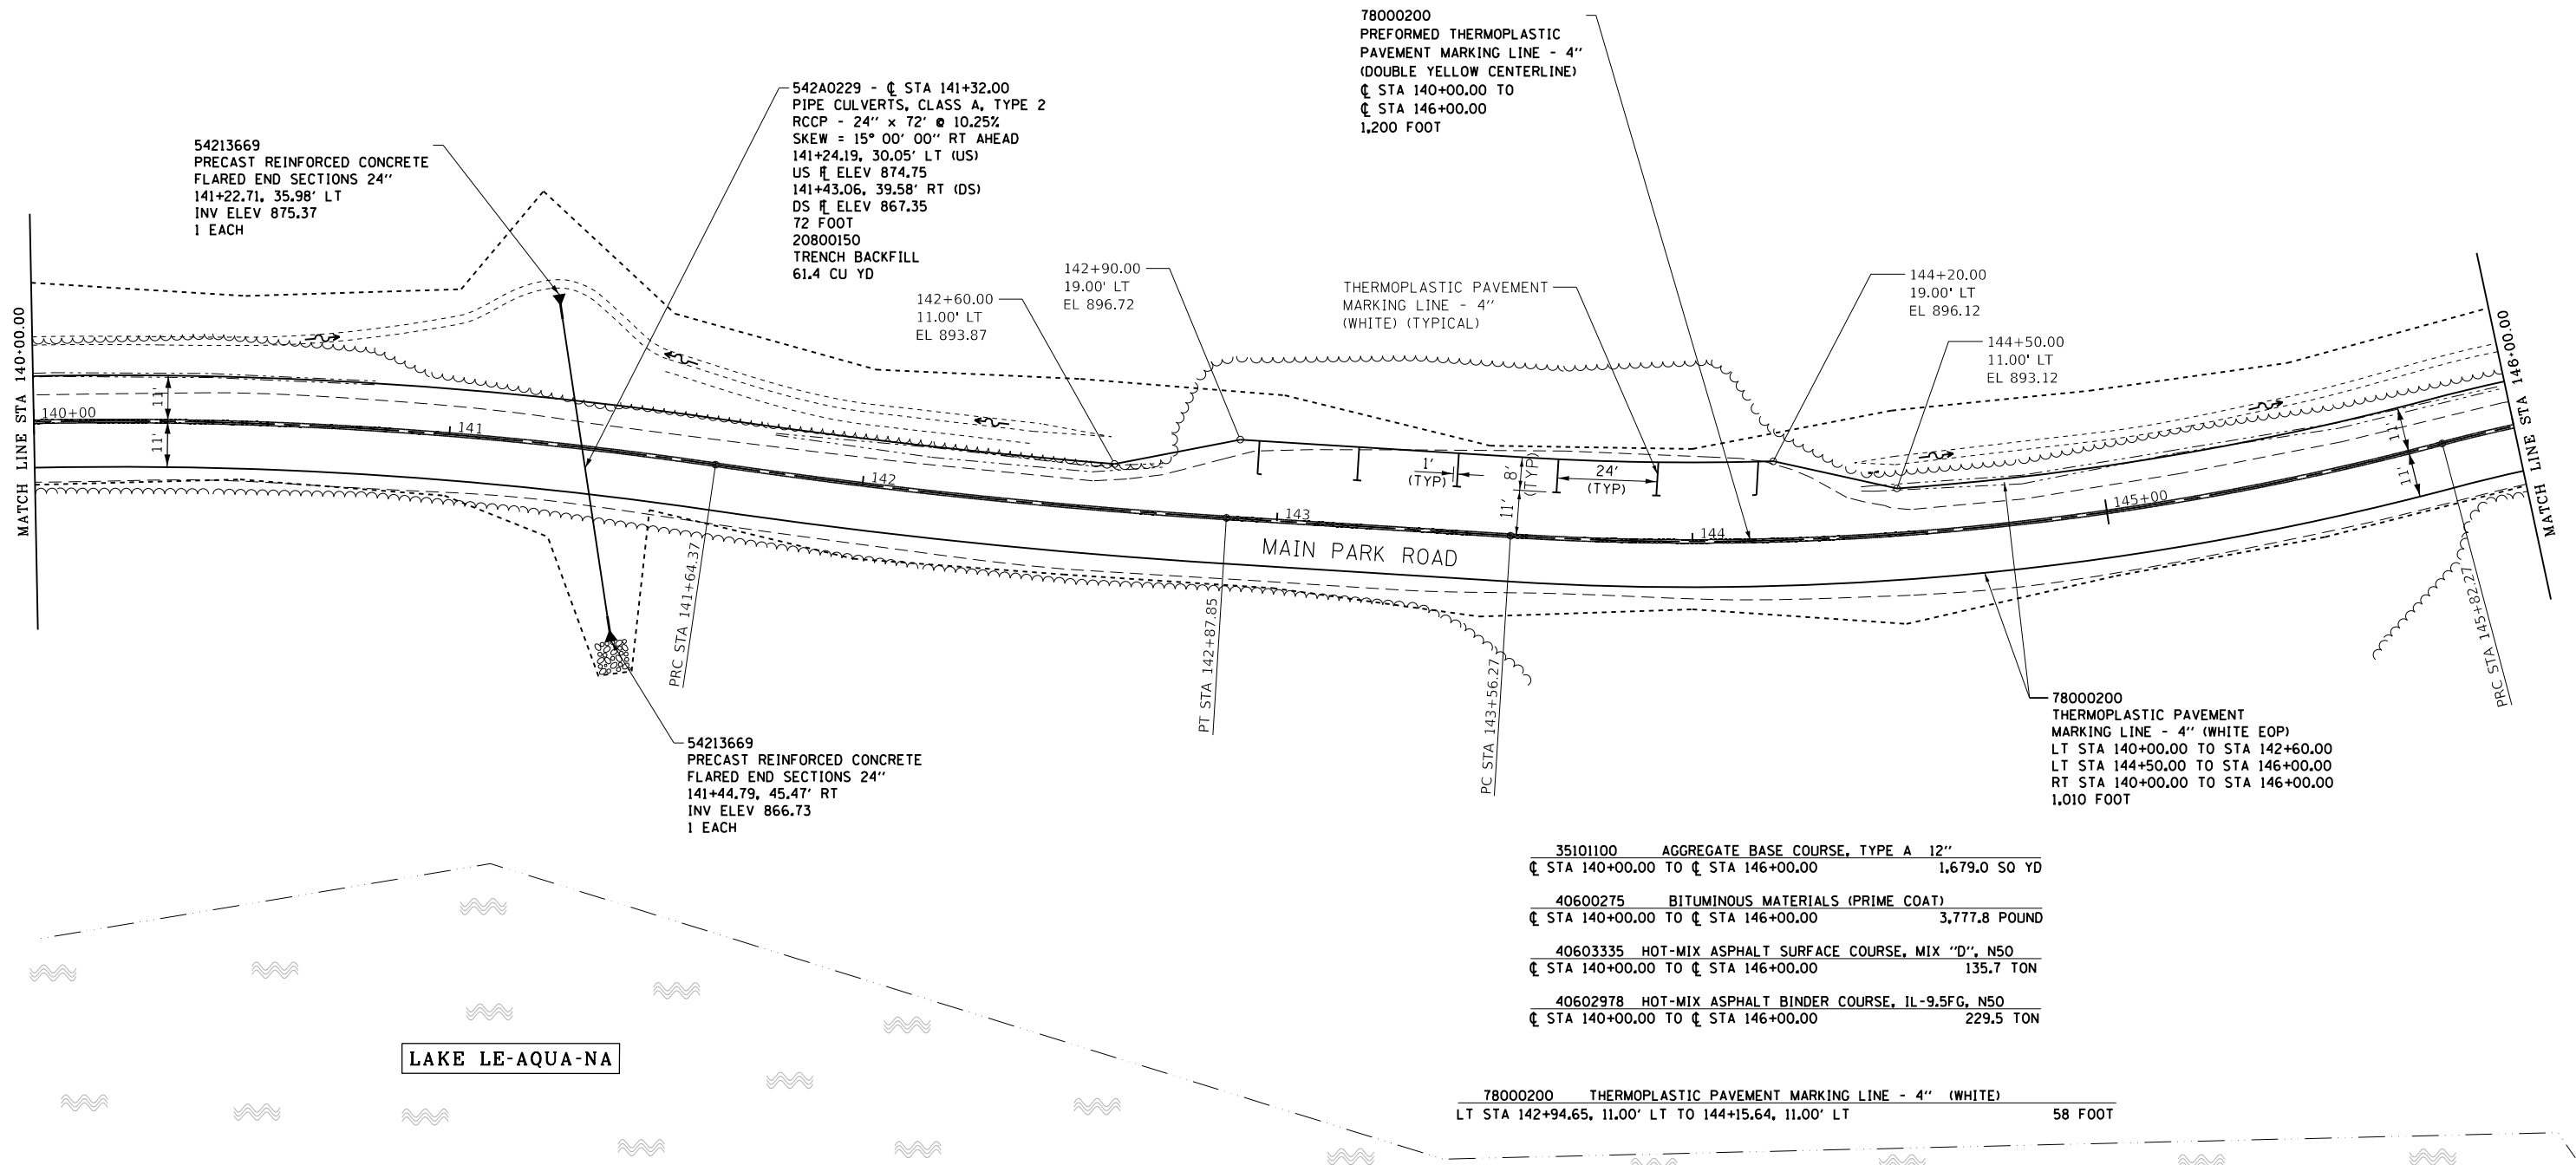 78000200
PREFORMED THERMOPLASTIC
PAVEMENT MARKING LINE - 4''
(DOUBLE YELLOW CENTERLINE)
℄ STA 140+00.00 TO
℄ STA 146+00.00
1,200 FOOT
542A0229 - ℄ STA 141+32.00
PIPE CULVERTS, CLASS A, TYPE 2
RCCP - 24'' x 72' @ 10.25%
SKEW = 15° 00' 00'' RT AHEAD
141+24.19, 30.05' LT (US)
US FL ELEV 874.75
141+43.06, 39.58' RT (DS)
DS FL ELEV 867.35
72 FOOT
20800150
TRENCH BACKFILL
61.4 CU YD
54213669
PRECAST REINFORCED CONCRETE
FLARED END SECTIONS 24''
141+22.71, 35.98' LT
INV ELEV 875.37
1 EACH
142+60.00
11.00' LT
EL 893.87
142+90.00
19.00' LT
EL 896.72
THERMOPLASTIC PAVEMENT
MARKING LINE - 4''
(WHITE) (TYPICAL)
144+20.00
19.00' LT
EL 896.12
144+50.00
11.00' LT
EL 893.12
MATCH LINE STA 140+00.00
MATCH LINE STA 146+00.00
11'
11'
140+00
141
142
143
144
145+00
1'
(TYP)
8'
(TYP)
11'
24'
(TYP)
11'
11'
MAIN PARK ROAD
PRC STA 141+64.37
PT STA 142+87.85
PC STA 143+56.27
PRC STA 145+82.27
54213669
PRECAST REINFORCED CONCRETE
FLARED END SECTIONS 24''
141+44.79, 45.47' RT
INV ELEV 866.73
1 EACH
78000200
THERMOPLASTIC PAVEMENT
MARKING LINE - 4'' (WHITE EOP)
LT STA 140+00.00 TO STA 142+60.00
LT STA 144+50.00 TO STA 146+00.00
RT STA 140+00.00 TO STA 146+00.00
1,010 FOOT
35101100 AGGREGATE BASE COURSE, TYPE A 12''
℄ STA 140+00.00 TO ℄ STA 146+00.00 1,679.0 SQ YD
40600275 BITUMINOUS MATERIALS (PRIME COAT)
℄ STA 140+00.00 TO ℄ STA 146+00.00 3,777.8 POUND
40603335 HOT-MIX ASPHALT SURFACE COURSE, MIX "D", N50
℄ STA 140+00.00 TO ℄ STA 146+00.00 135.7 TON
40602978 HOT-MIX ASPHALT BINDER COURSE, IL-9.5FG, N50
℄ STA 140+00.00 TO ℄ STA 146+00.00 229.5 TON
LAKE LE-AQUA-NA
78000200 THERMOPLASTIC PAVEMENT MARKING LINE - 4'' (WHITE)
LT STA 142+94.65, 11.00' LT TO 144+15.64, 11.00' LT 58 FOOT